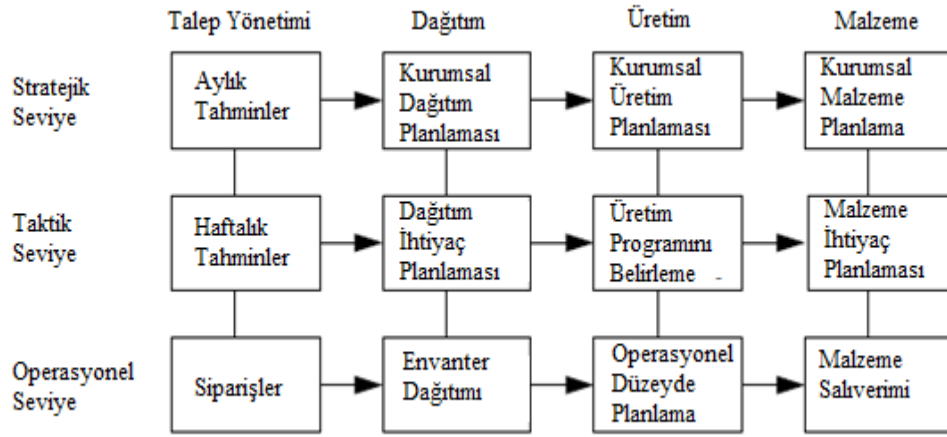 Talep Yönetimi
Dağıtım
Üretim
Malzeme
Stratejik
Seviye
Aylık
Tahminler
Kurumsal
Dağıtım
Planlaması
Kurumsal
Üretim
Planlaması
Kurumsal
Malzeme
Planlama
Taktik
Seviye
Haftalık
Tahminler
Dağıtım
İhtiyaç
Planlaması
Üretim
Programını
Belirleme -
Malzeme
İhtiyaç
Planlaması
Operasyonel
Seviye
Siparişler
Envanter
Dağıtımı
Operasyonel
Düzeyde
Planlama
Malzeme
Salıverimi